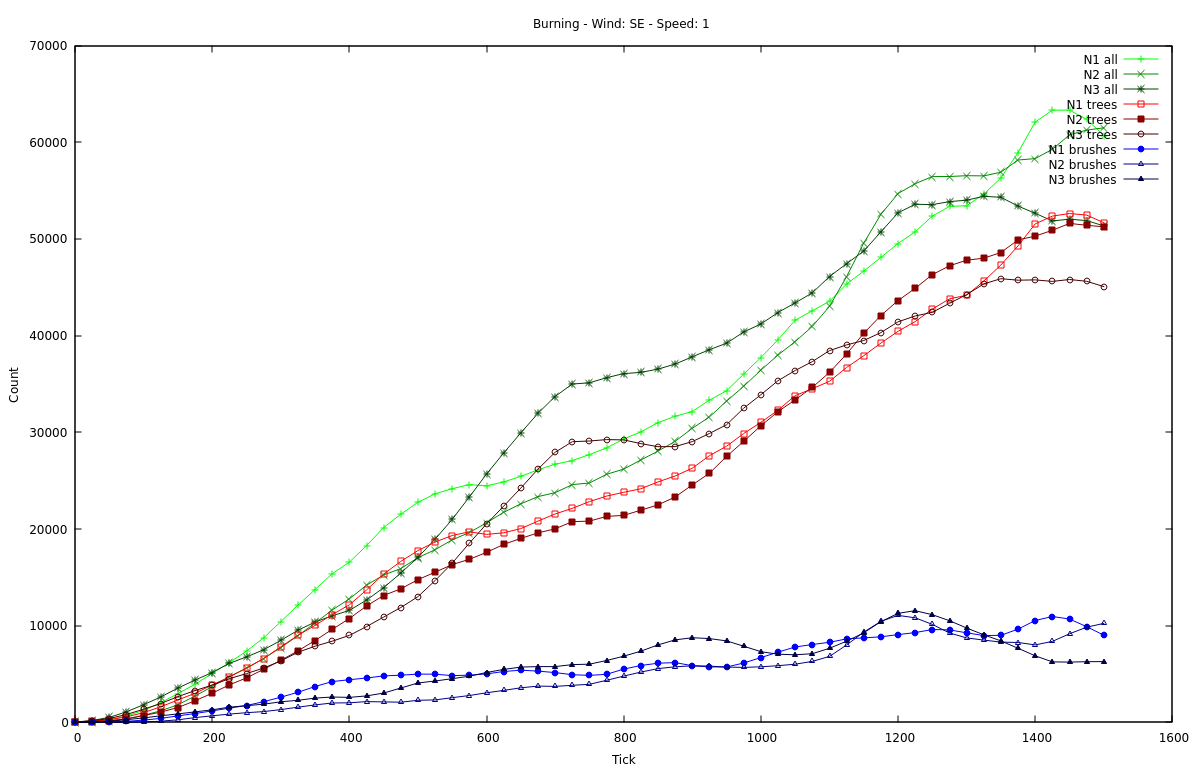 Burning - Wind: SE - Speed: 1
70000
60000
50000
40000
30000
20000
10000
0
Count
N1 all
N2 all
N3 all
N1 trees
N2 trees
N3 trees
N1 brushes
N2 brushes
N3 brushes
0 200 400 600 800 1000 1200 1400 1600
Tick